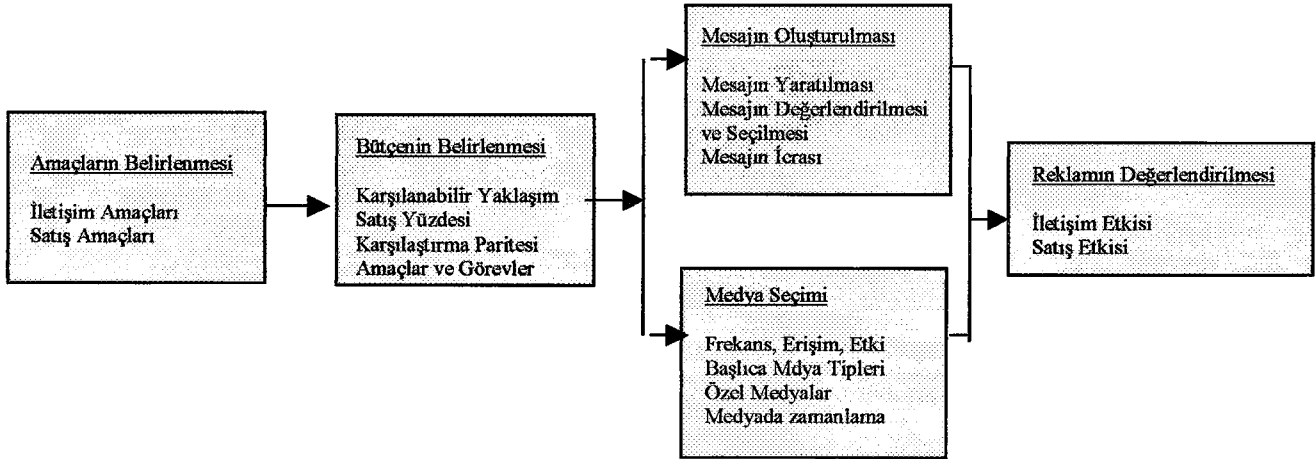 Amaçların Belirlenmesi
İletişim Amaçları
Satış Amaçları
Bütçenin Belirlenmesi
Karşılanabilir Yaklaşım
Satış Yüzdesi
Karşılaştırma Paritesi
Amaçlar ve Görevler
Mesajın Oluşturulması
Mesajın Yaratılması
Mesajın Değerlendirilmesi
ve Seçilmesi
Mesajın İcrası
Medya Seçimi
Frekans, Erişim, Etki
Başlıca Mdya Tipleri
Özel Medyalar
Medyada zamanlama
Reklamın Değerlendirilmesi
İletişim Etkisi
Satış Etkisi